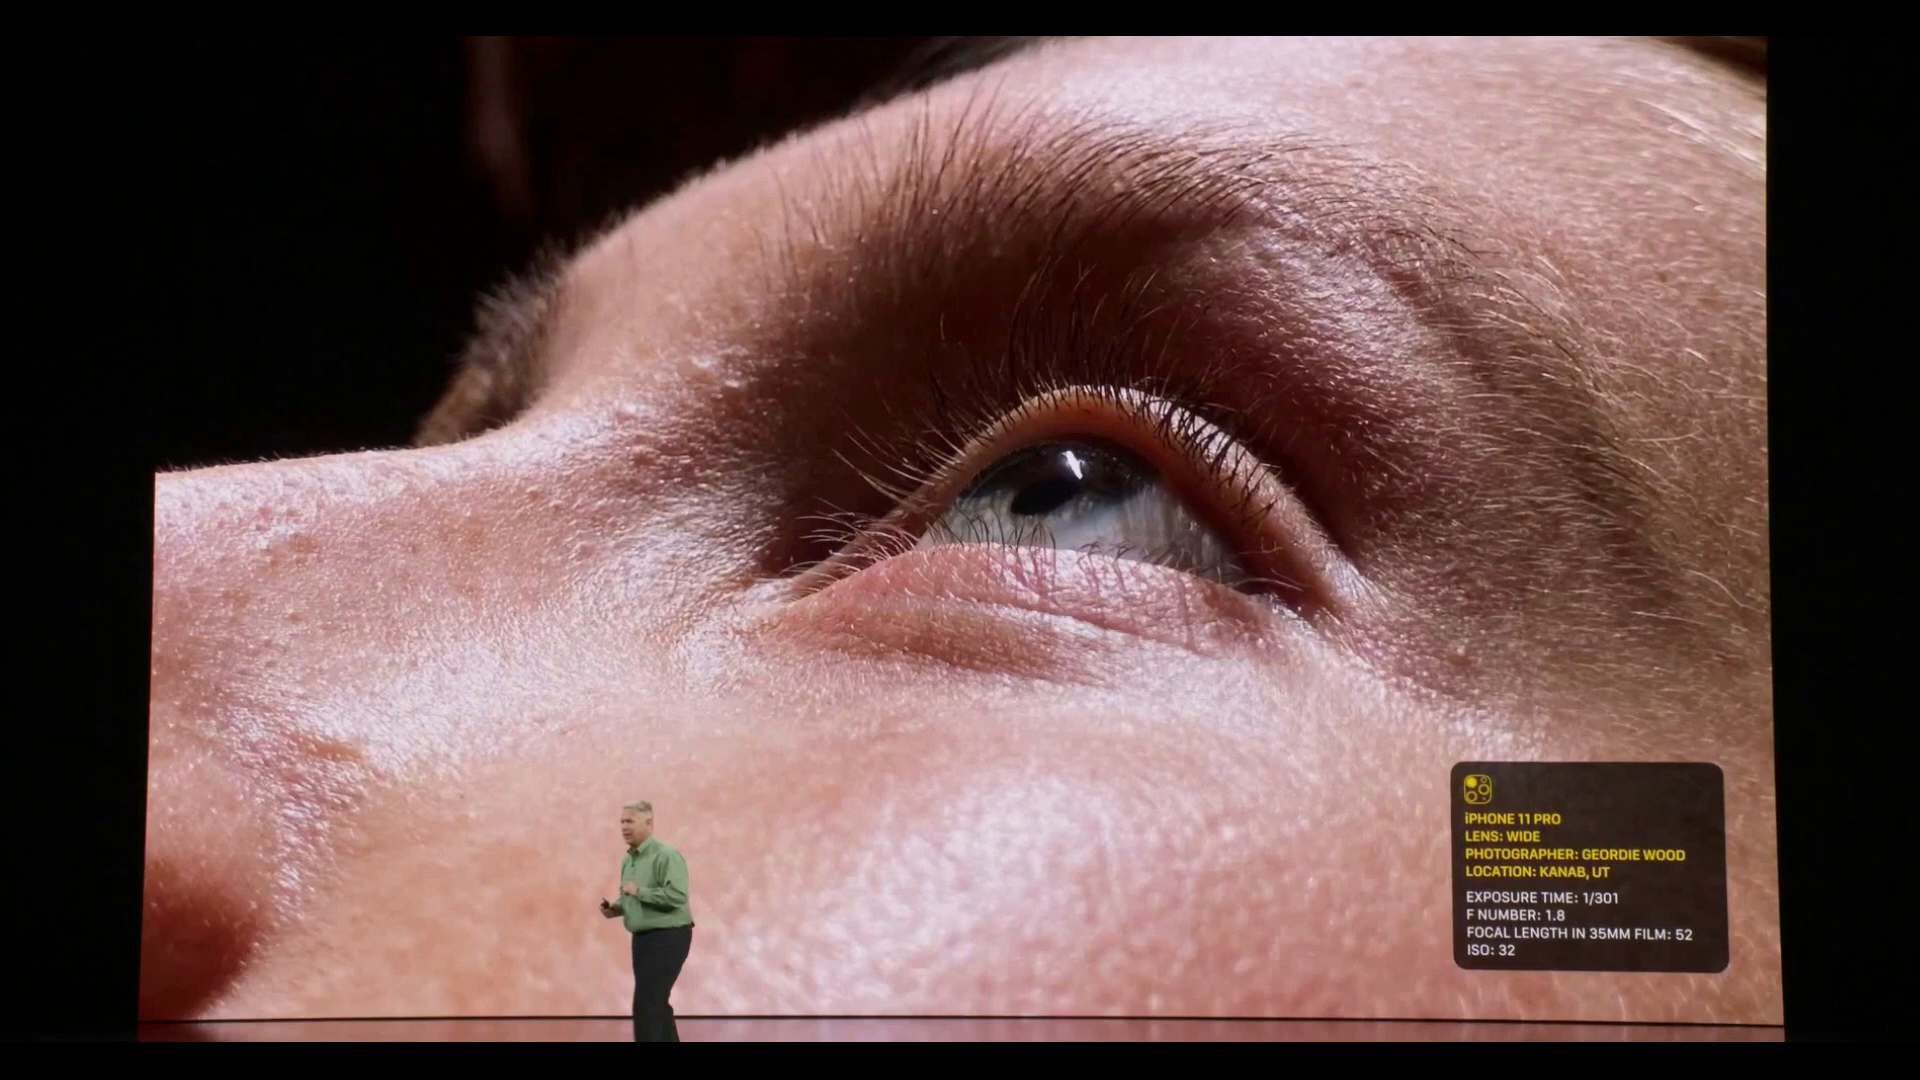 iPHONE 11 PRO
LENS: WIDE
PHOTOGRAPHER: GEORDIE WOOD
LOCATION: KANAB, UT
EXPOSURE TIME: 1/301
F NUMBER: 1.8
FOCAL LENGTH IN 35MM FILM: 52
ISO: 32